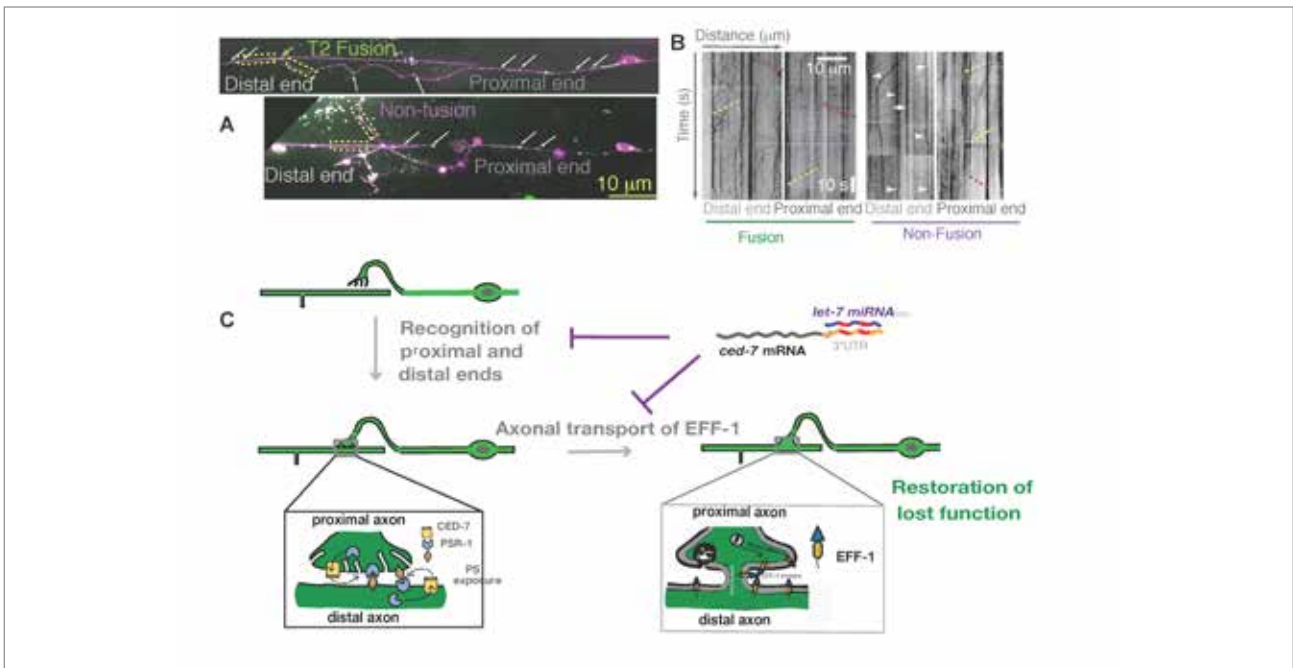 A
T2 Fusion
Distal end
Proximal end
Non-fusion
Distal end
Proximal end
10 µm
B
Distance (µm)
10 µm
Time (s)
10 s
Distal end Proximal end Distal end Proximal end
Fusion
Non-Fusion
C
Recognition of
proximal and
distal ends
let-7 miRNA
ced-7 mRNA
3'UTR
Axonal transport of EFF-1
Restoration of
lost function
proximal axon
CED-7
PSR-1
PS
exposure
distal axon
proximal axon
EFF-1
distal axon